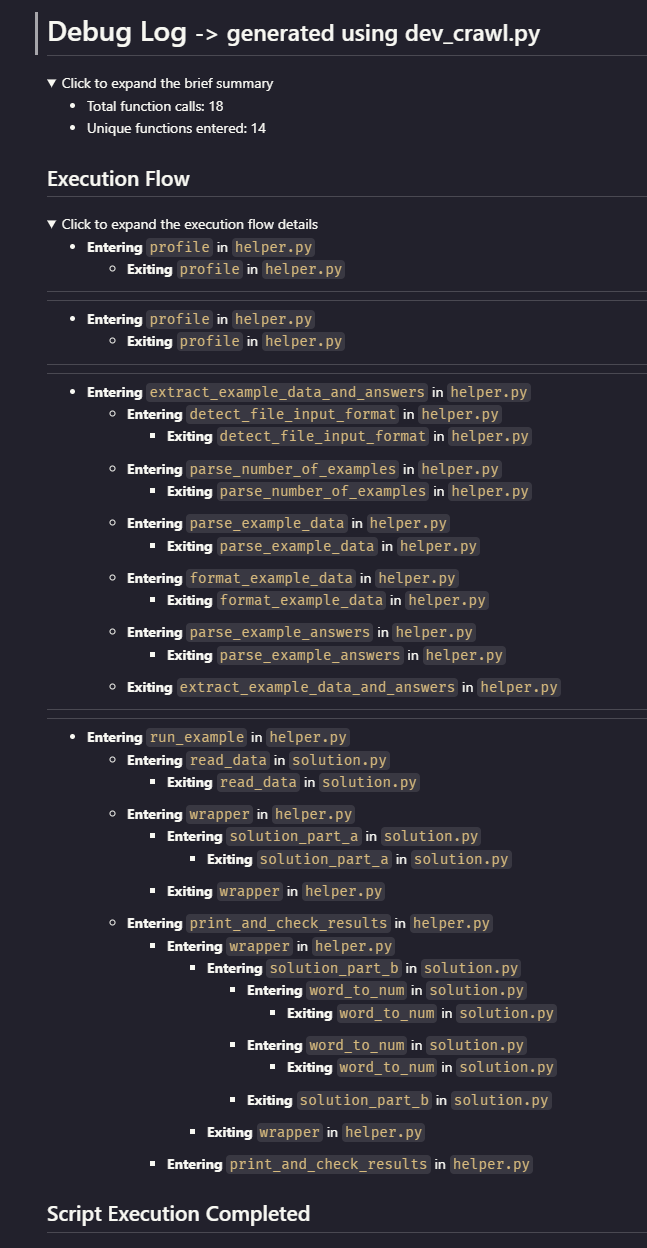 Debug Log -> generated using dev_crawl.py
Click to expand the brief summary
Total function calls: 18
Unique functions entered: 14
Execution Flow
Click to expand the execution flow details
Entering profile in helper.py
Exiting profile in helper.py
Entering profile in helper.py
Exiting profile in helper.py
Entering extract_example_data_and_answers in helper.py
Entering detect_file_input_format in helper.py
Exiting detect_file_input_format in helper.py
Entering parse_number_of_examples in helper.py
Exiting parse_number_of_examples in helper.py
Entering parse_example_data in helper.py
Exiting parse_example_data in helper.py
Entering format_example_data in helper.py
Exiting format_example_data in helper.py
Entering parse_example_answers in helper.py
Exiting parse_example_answers in helper.py
Exiting extract_example_data_and_answers in helper.py
Entering run_example in helper.py
Entering read_data in solution.py
Exiting read_data in solution.py
Entering wrapper in helper.py
Entering solution_part_a in solution.py
Exiting solution_part_a in solution.py
Exiting wrapper in helper.py
Entering print_and_check_results in helper.py
Entering wrapper in helper.py
Entering solution_part_b in solution.py
Entering word_to_num in solution.py
Exiting word_to_num in solution.py
Entering word_to_num in solution.py
Exiting word_to_num in solution.py
Exiting solution_part_b in solution.py
Exiting wrapper in helper.py
Entering print_and_check_results in helper.py
Script Execution Completed